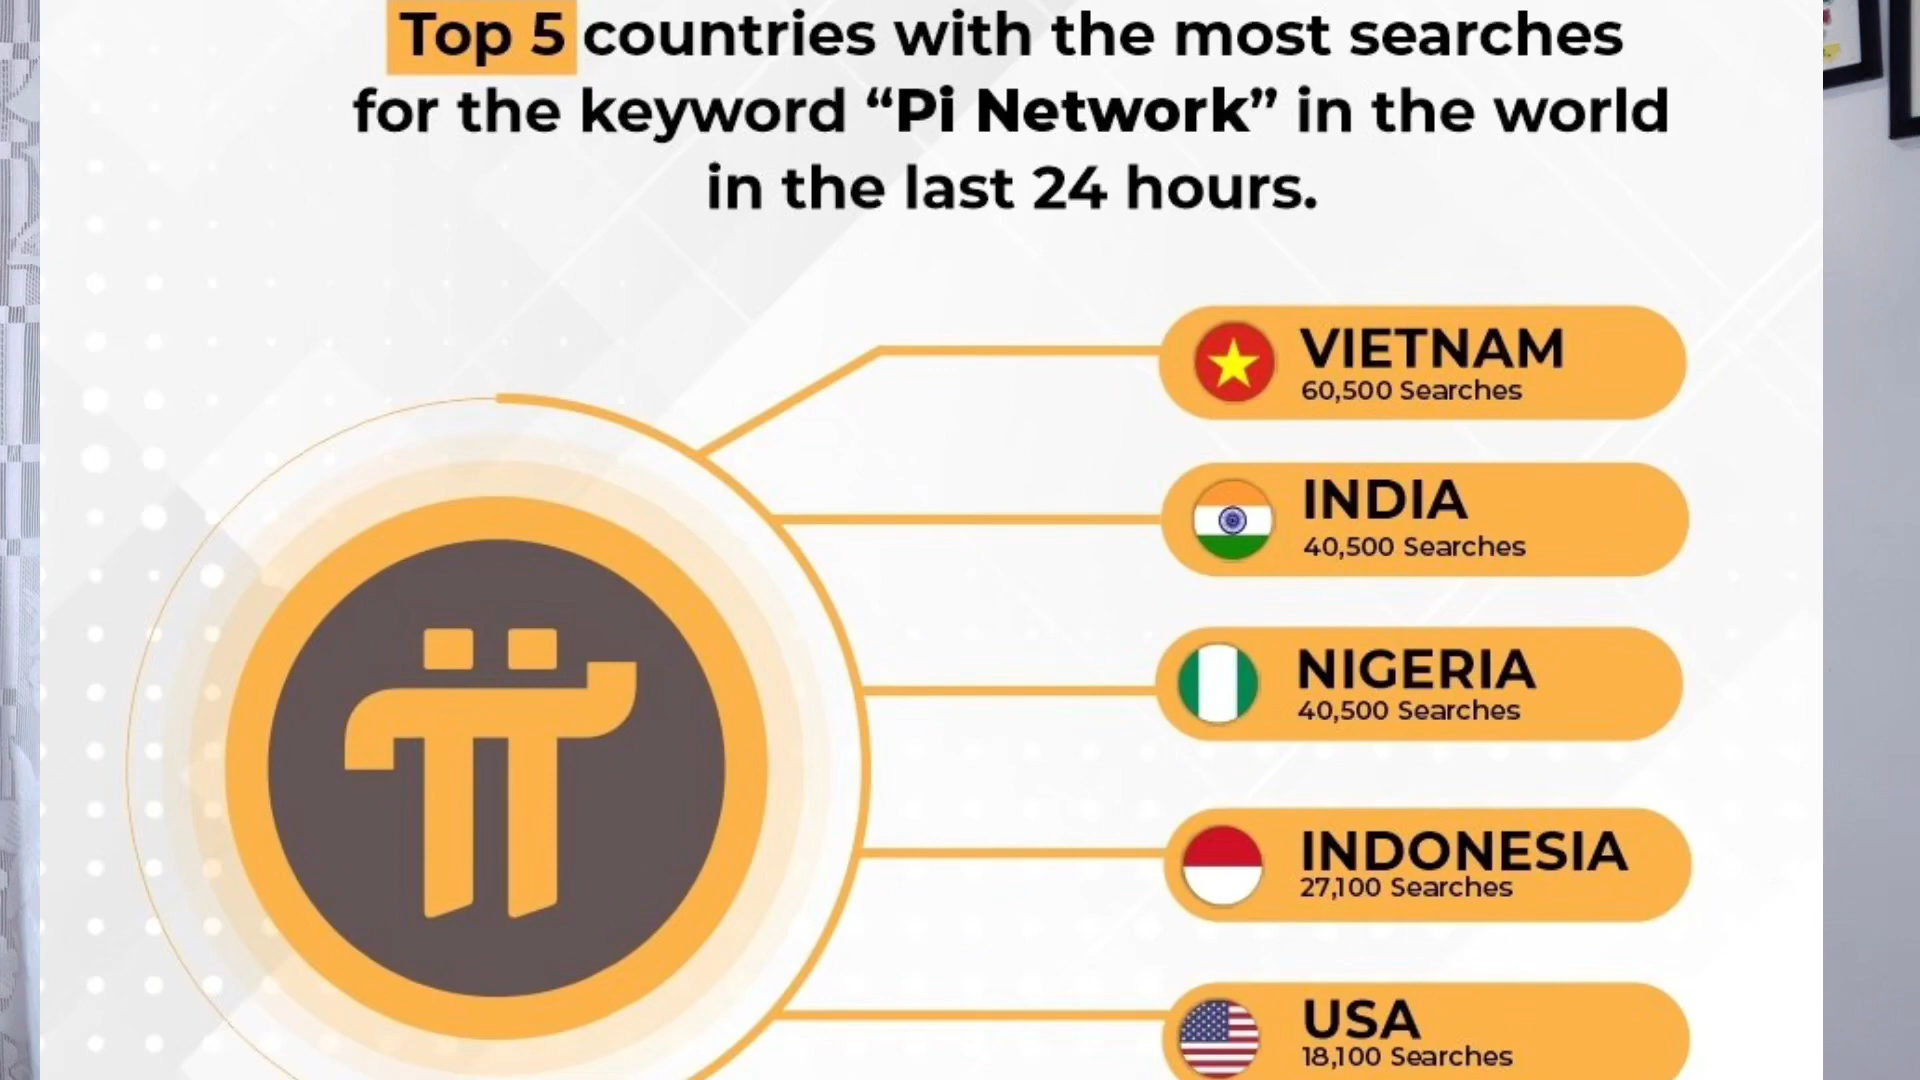 Top 5 countries with the most searches
for the keyword “Pi Network” in the world
in the last 24 hours.
VIETNAM
60,500 Searches
INDIA
40,500 Searches
NIGERIA
40,500 Searches
INDONESIA
27,100 Searches
USA
18,100 Searches